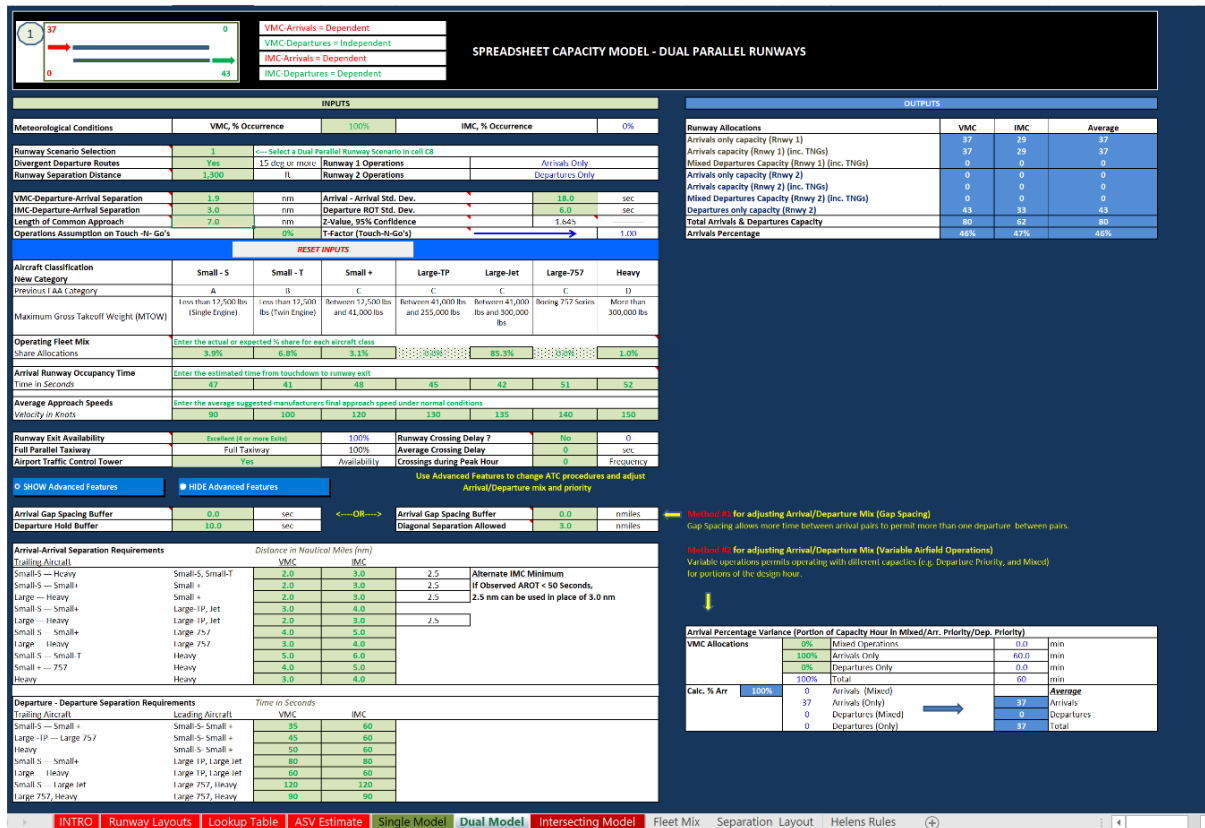 1
37 0
0 43
VMC-Arrivals = Dependent
VMC-Departures = Independent
IMC-Arrivals = Dependent
IMC-Departures = Dependent
SPREADSHEET CAPACITY MODEL - DUAL PARALLEL RUNWAYS
INPUTS
Meteorological Conditions VMC, % Occurrence 100% IMC, % Occurrence 0%
Runway Scenario Selection 1 <--- Select a Dual Parallel Runway Scenario in cell C8
Divergent Departure Routes Yes 15 deg or more Runway 1 Operations Arrivals Only
Runway Separation Distance 1,300 ft Runway 2 Operations Departures Only
VMC-Departure-Arrival Separation 1.9 nm Arrival - Arrival Std. Dev. 18.0 sec
IMC-Departure-Arrival Separation 3.0 nm Departure ROT Std. Dev. 6.0 sec
Length of Common Approach 7.0 nm Z-Value, 95% Confidence 1.645
Operations Assumption on Touch -N- Go's 0% T-Factor (Touch-N-Go's) 1.00
RESET INPUTS
Aircraft Classification
New Category Small - S Small - T Small + Large-TP Large-Jet Large-757 Heavy
Previous FAA Category A B C C C C D
Maximum Gross Takeoff Weight (MTOW) Less than 12,500 lbs (Single Engine) Less than 12,500 lbs (Twin Engine) Between 12,500 lbs and 41,000 lbs Between 41,000 lbs and 255,000 lbs Between 41,000 lbs and 300,000 lbs Boeing 757 Series More than 300,000 lbs
Operating Fleet Mix Enter the actual or expected % share for each aircraft class
Share Allocations 3.9% 6.8% 3.1% 0.0% 85.3% 0.0% 1.0%
Arrival Runway Occupancy Time Enter the estimated time from touchdown to runway exit
Time in Seconds 47 41 48 45 42 51 52
Average Approach Speeds Enter the average suggested manufacturers final approach speed under normal conditions
Velocity in Knots 90 100 120 130 135 140 150
Runway Exit Availability Excellent (4 or more Exits) 100% Runway Crossing Delay ? No 0
Full Parallel Taxiway Full Taxiway 100% Average Crossing Delay 0 sec
Airport Traffic Control Tower Yes Availability Crossings during Peak Hour 0 Frequency
SHOW Advanced Features HIDE Advanced Features
Use Advanced Features to change ATC procedures and adjust
Arrival/Departure mix and priority
Arrival Gap Spacing Buffer 0.0 sec <----OR----> Arrival Gap Spacing Buffer 0.0 nmiles
Departure Hold Buffer 10.0 sec Diagonal Separation Allowed 3.0 nmiles
Arrival-Arrival Separation Requirements Distance in Nautical Miles (nm)
Trailing Aircraft VMC IMC
Small-S --- Heavy Small-S, Small-T 2.0 3.0 2.5 Alternate IMC Minimum
Small-S --- Small+ Small + 2.0 3.0 2.5 If Observed AROT < 50 Seconds,
Large --- Heavy Small + 2.0 3.0 2.5 2.5 nm can be used in place of 3.0 nm
Small-S --- Small+ Large-TP, Jet 3.0 4.0
Large --- Heavy Large-TP, Jet 2.0 3.0 2.5
Small-S --- Small+ Large 757 4.0 5.0
Large --- Heavy Large 757 3.0 4.0
Small-S --- Small-T Heavy 5.0 6.0
Small + --- 757 Heavy 4.0 5.0
Heavy Heavy 3.0 4.0
Departure - Departure Separation Requirements Time in Seconds
Trailing Aircraft Leading Aircraft VMC IMC
Small-S --- Small + Small-S- Small + 35 60
Large -TP --- Large 757 Small-S- Small + 45 60
Heavy Small-S- Small + 50 60
Small-S --- Small+ Large TP, Large Jet 80 80
Large --- Heavy Large TP, Large Jet 60 60
Small-S --- Large Jet Large 757, Heavy 120 120
Large 757, Heavy Large 757, Heavy 90 90
OUTPUTS
Runway Allocations VMC IMC Average
Arrivals only capacity (Rnwy 1) 37 29 37
Arrivals capacity (Rnwy 1) (inc. TNGs) 37 29 37
Mixed Departures Capacity (Rnwy 1) (inc. TNGs) 0 0 0
Arrivals only capacity (Rnwy 2) 0 0 0
Arrivals capacity (Rnwy 2) (inc. TNGs) 0 0 0
Mixed Departures Capacity (Rnwy 2) (inc. TNGs) 0 0 0
Departures only capacity (Rnwy 2) 43 33 43
Total Arrivals & Departures Capacity 80 62 80
Arrivals Percentage 46% 47% 46%
Method #1 for adjusting Arrival/Departure Mix (Gap Spacing)
Gap Spacing allows more time between arrival pairs to permit more than one departure between pairs.
Method #2 for adjusting Arrival/Departure Mix (Variable Airfield Operations)
Variable operations permits operating with different capacties (e.g. Departure Priority, and Mixed)
for portions of the design hour.
Arrival Percentage Variance (Portion of Capacity Hour in Mixed/Arr. Priority/Dep. Priority)
VMC Allocations 0% Mixed Operations 0.0 min
100% Arrivals Only 60.0 min
0% Departures Only 0.0 min
100% Total 60 min
Calc. % Arr 100% 0 Arrivals (Mixed) Average
37 Arrivals (Only) 37 Arrivals
0 Departures (Mixed) 0 Departures
0 Departures (Only) 37 Total
INTRO Runway Layouts Lookup Table ASV Estimate Single Model Dual Model Intersecting Model Fleet Mix Separation Layout Helens Rules